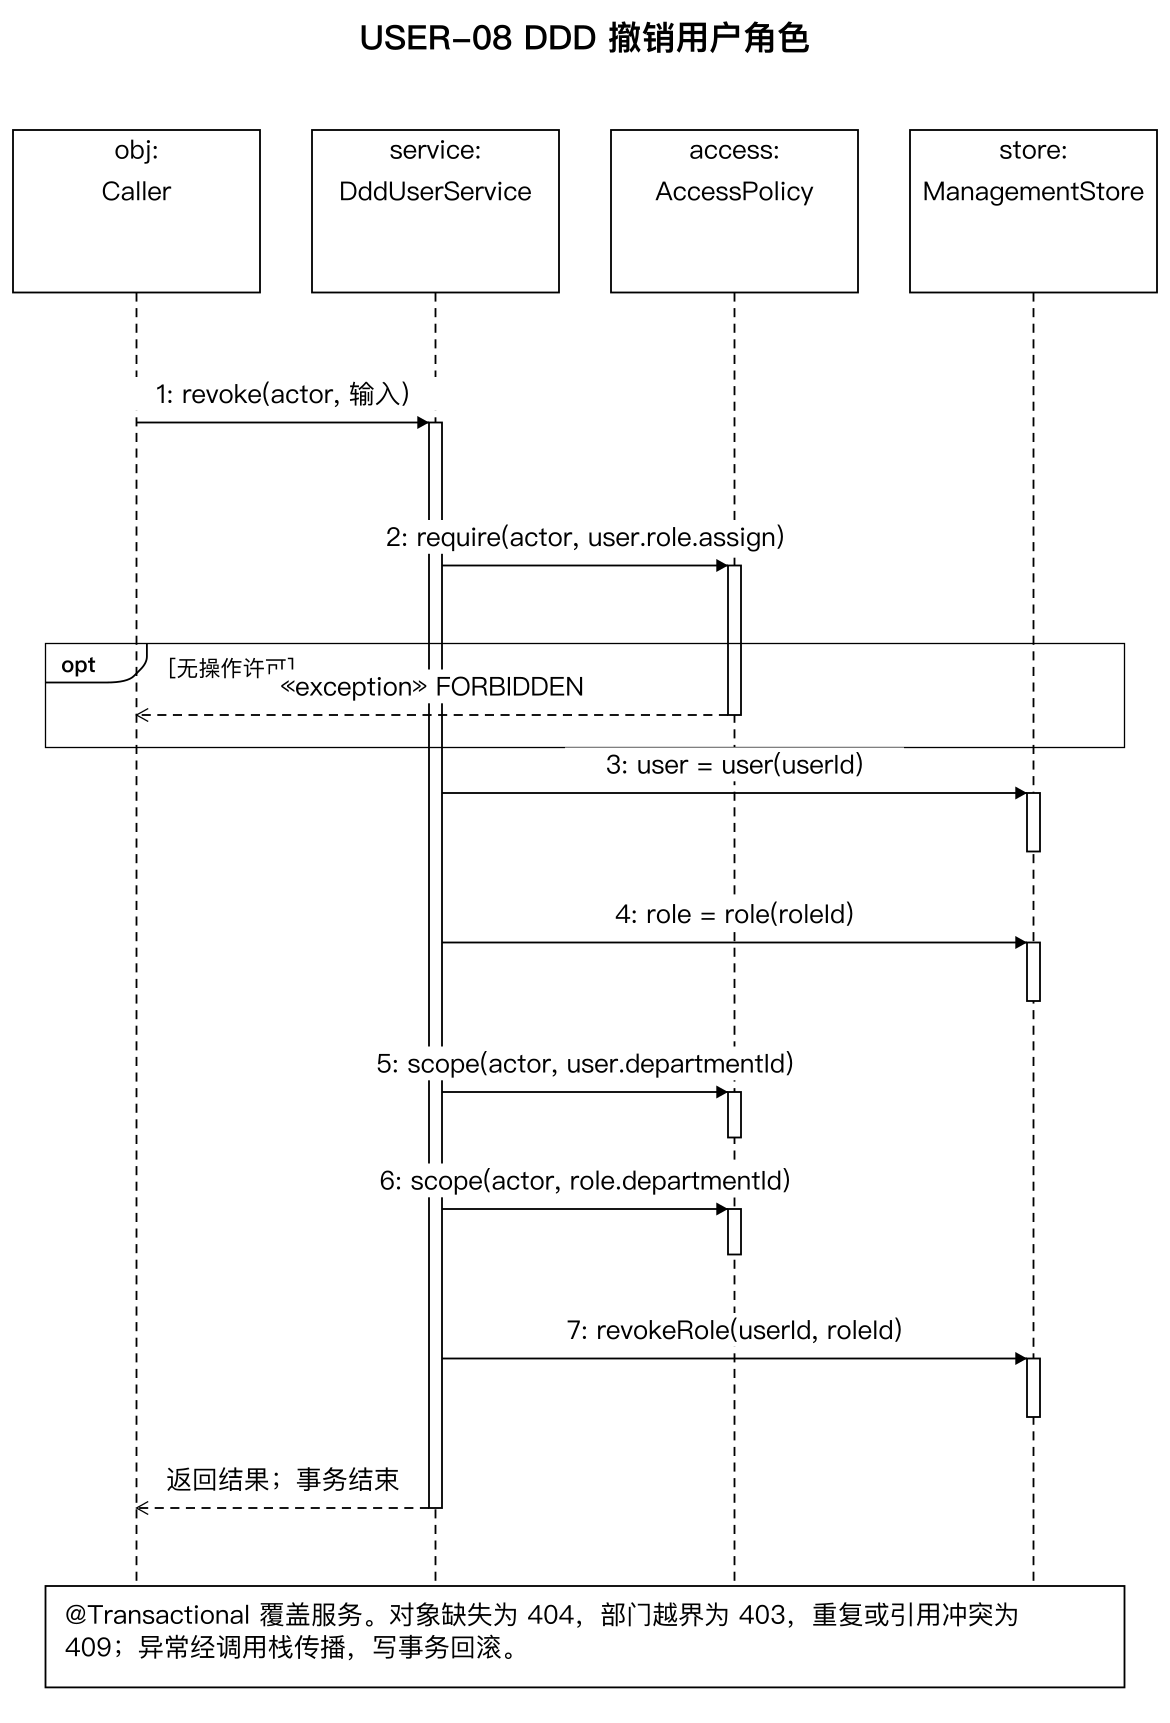 USER-08 DDD 撤销用户角色
obj:
Caller
service:
DddUserService
access:
AccessPolicy
store:
ManagementStore
1: revoke(actor, 输入)
2: require(actor, user.role.assign)
opt
[无操作许可]
«exception» FORBIDDEN
3: user = user(userId)
4: role = role(roleId)
5: scope(actor, user.departmentId)
6: scope(actor, role.departmentId)
7: revokeRole(userId, roleId)
返回结果；事务结束
@Transactional 覆盖服务。对象缺失为 404，部门越界为 403，重复或引用冲突为
409；异常经调用栈传播，写事务回滚。